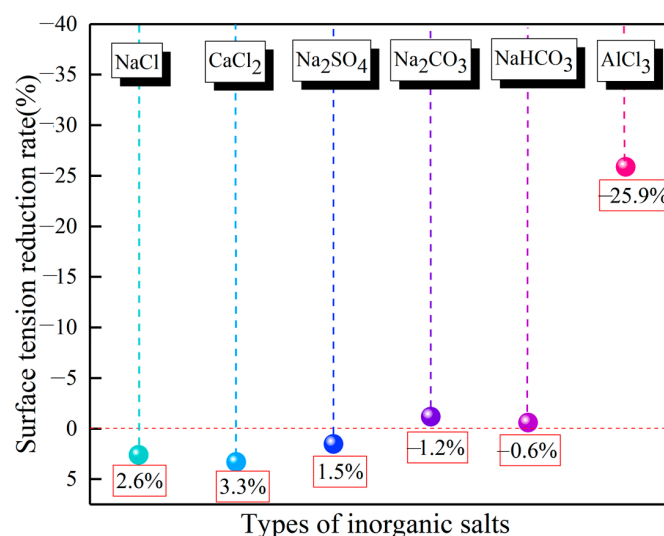 −40
−35
−30
−25
−20
−15
−10
−5
0
5
Surface tension reduction rate(%)
NaCl
CaCl₂
Na₂SO₄
Na₂CO₃
NaHCO₃
AlCl₃
−25.9%
2.6%
3.3%
1.5%
−1.2%
−0.6%
Types of inorganic salts